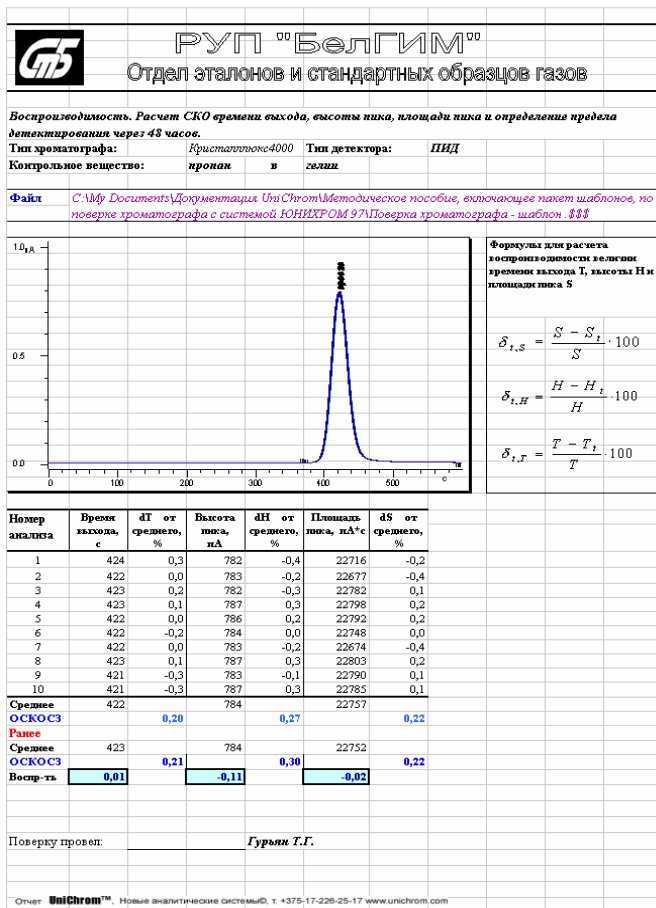 СТБ
РУП "БелГИМ"
Отдел эталонов и стандартных образцов газов
Воспроизводимость. Расчет СКО времени выхода, высоты пика, площади пика и определение предела
детектирования через 48 часов.
Тип хроматографа: Кристаллюкс4000 Тип детектора: ПИД
Контрольное вещество: пропан в гелии
Файл C:\My Documents\Документация UniChrom\Методическое пособие, включающее пакет шаблонов, по
поверке хроматографа с системой ЮНИХРОМ 97\Поверка хроматографа - шаблон .$$$
1.0 nA
0.5
0.0
0 100 200 300 400 500 c
Формулы для расчета
воспроизводимости величин
времени выхода T, высоты H и
площади пика S
δ t,S = (S − S t) / S · 100
δ t,H = (H − H t) / H · 100
δ t,T = (T − T t) / T · 100
Номер анализа Время выхода, с dT от среднего, % Высота пика, пА dH от среднего, % Площадь пика, пА*с dS от среднего, %
1 424 0,3 782 -0,4 22716 -0,2
2 422 0,0 783 -0,2 22677 -0,4
3 423 0,2 782 -0,3 22782 0,1
4 423 0,1 787 0,3 22798 0,2
5 422 0,0 786 0,2 22792 0,2
6 422 -0,2 784 0,0 22748 0,0
7 422 0,0 783 -0,2 22674 -0,4
8 423 0,1 787 0,3 22803 0,2
9 421 -0,3 783 -0,1 22790 0,1
10 421 -0,3 787 0,3 22785 0,1
Среднее 422 784 22757
ОСКОСЗ 0,20 0,27 0,22
Ранее
Среднее 423 784 22752
ОСКОСЗ 0,21 0,30 0,22
Воспр-ть 0,01 -0,11 -0,02
Поверку провел: Гурьян Т.Г.
Отчет UniChrom™, Новые аналитические системы©, т. +375-17-226-25-17 www.unichrom.com